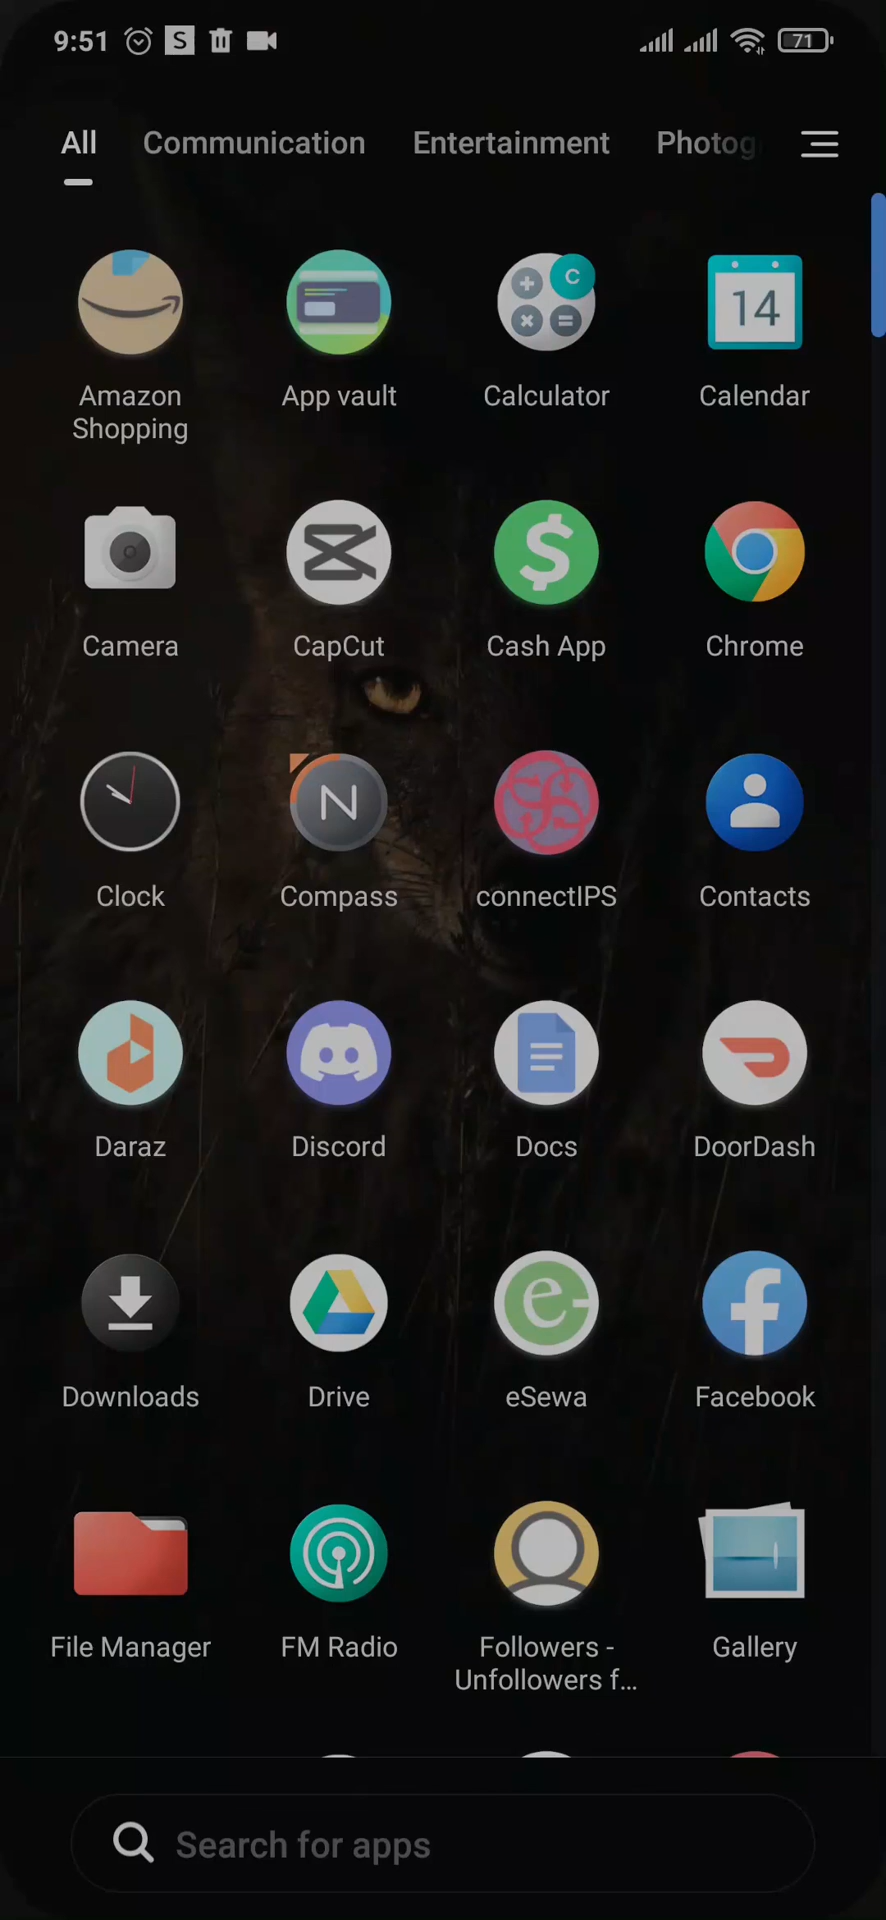 9:51 S 71
All Communication Entertainment Photog
14
Amazon App vault Calculator Calendar
Shopping
Camera CapCut Cash App Chrome
N
Clock Compass connectIPS Contacts
Daraz Discord Docs DoorDash
Downloads Drive eSewa Facebook
File Manager FM Radio Followers - Gallery
Unfollowers f...
Search for apps